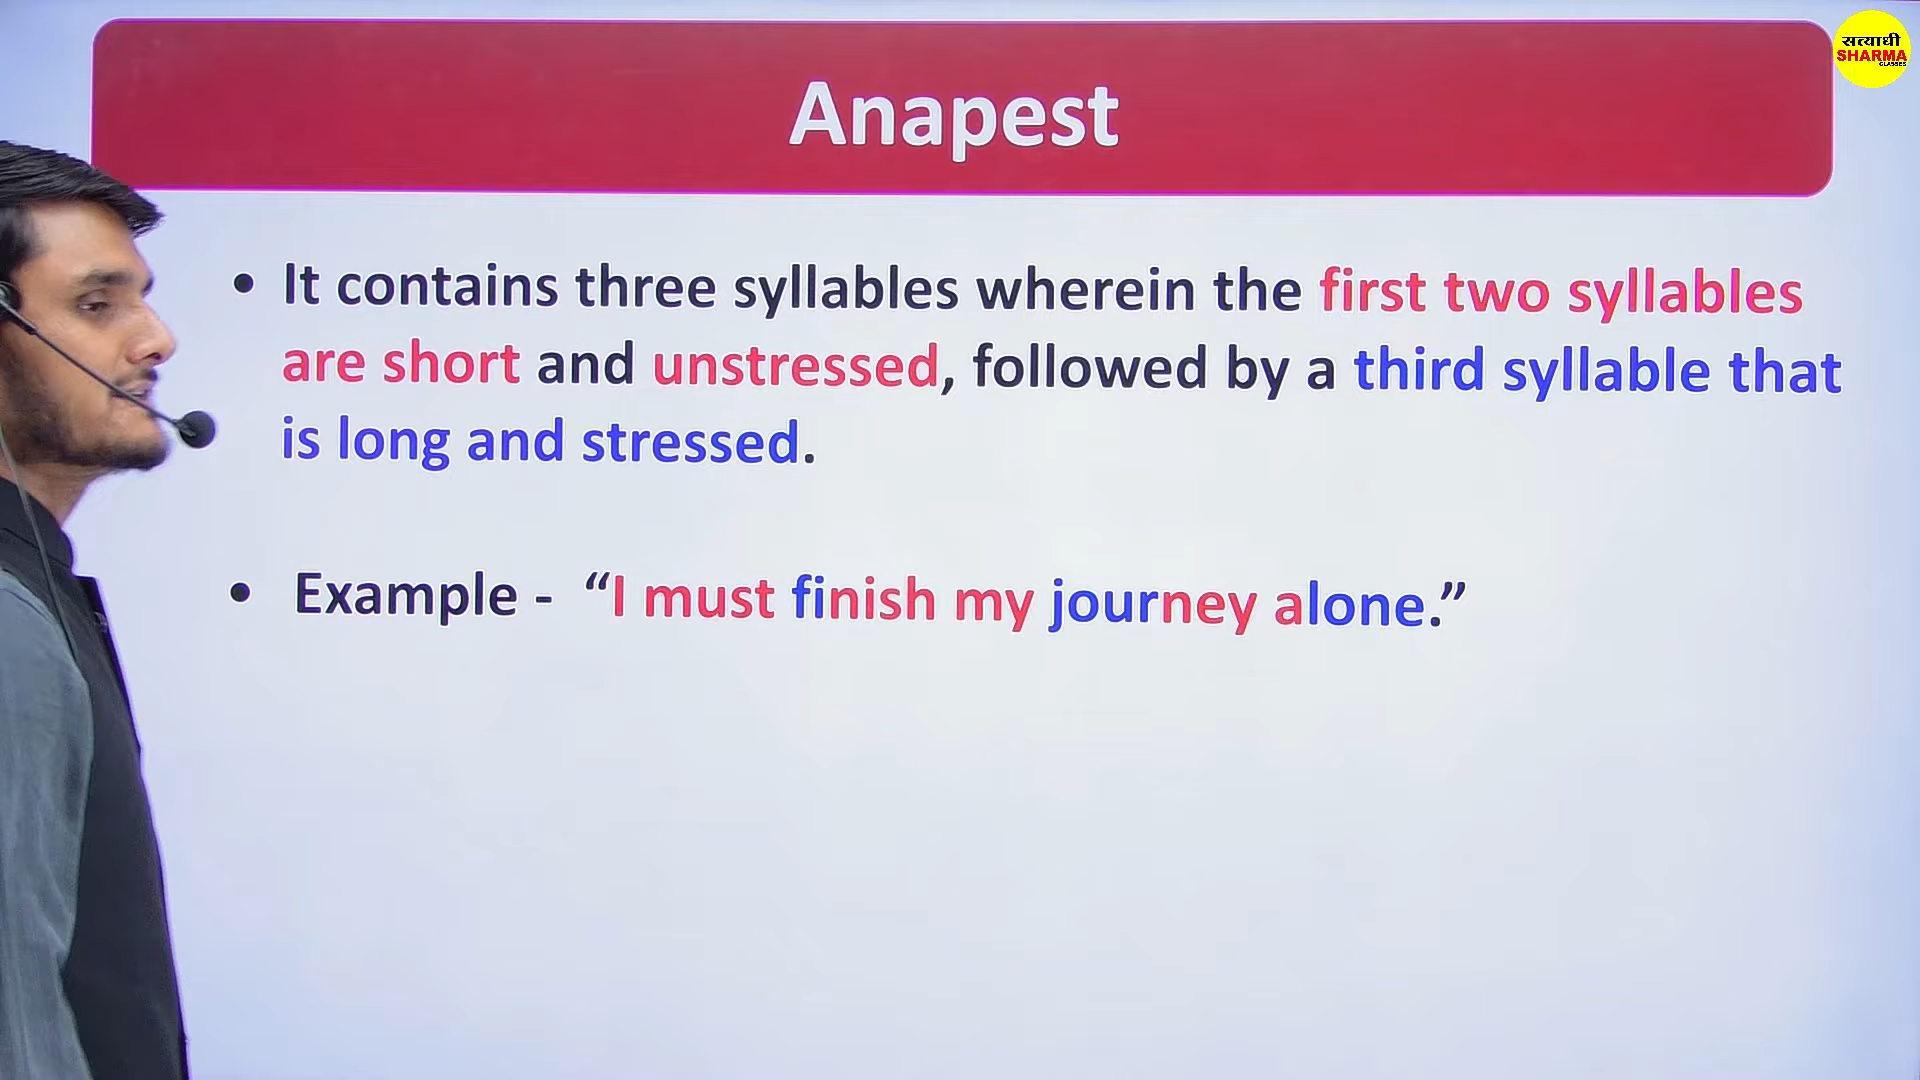 सत्याधी
SHARMA
CLASSES
Anapest
• It contains three syllables wherein the first two syllables
are short and unstressed, followed by a third syllable that
is long and stressed.
• Example - “I must finish my journey alone.”